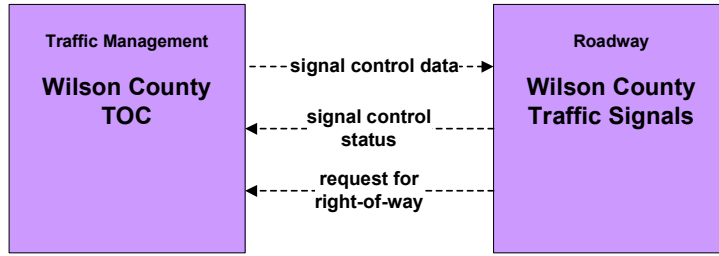 Traffic Management
Wilson County
TOC
signal control data
signal control
status
request for
right-of-way
Roadway
Wilson County
Traffic Signals